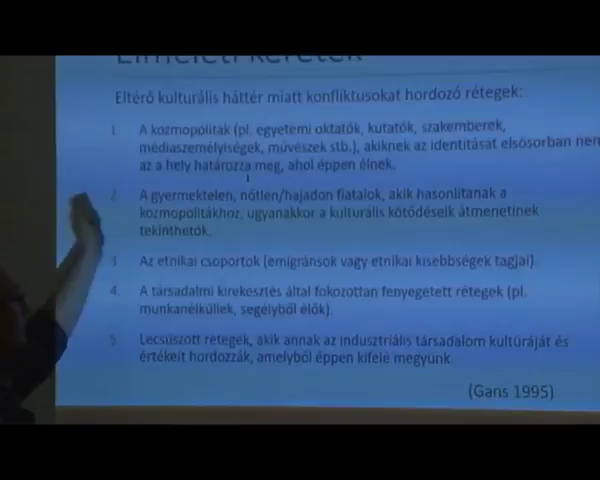 Elméleti keretek
Eltérő kulturális háttér miatt konfliktusokat hordozó rétegek:
1. A kozmopoliták (pl. egyetemi oktatók, kutatók, szakemberek,
médiaszemélyiségek, művészek stb.), akiknek az identitását elsősorban nem
az a hely határozza meg, ahol éppen élnek.
2. A gyermektelen, nőtlen/hajadon fiatalok, akik hasonlítanak a
kozmopolitákhoz, ugyanakkor a kulturális kötődéseik átmenetinek
tekinthetők.
3. Az etnikai csoportok (emigránsok vagy etnikai kisebbségek tagjai).
4. A társadalmi kirekesztés által fokozottan fenyegetett rétegek (pl.
munkanélküliek, segélyből élők).
5. Lecsúszott rétegek, akik annak az indusztriális társadalom kultúráját és
értékeit hordozzák, amelyből éppen kifelé megyünk.
(Gans 1995)